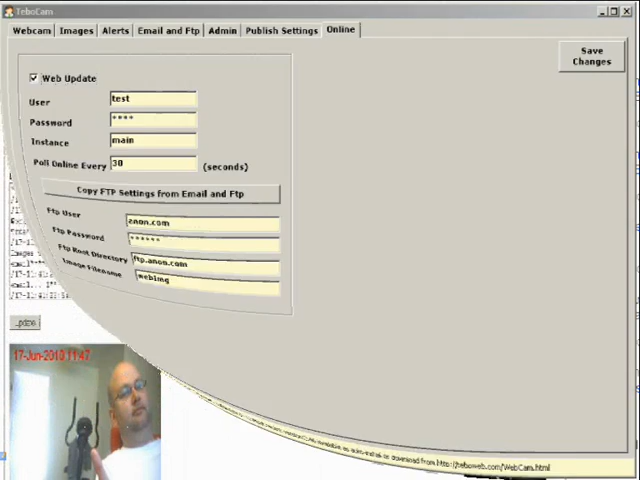 TeboCam
Webcam Images Alerts Email and Ftp Admin Publish Settings Online
Save
Changes
Web Update
User test
Password ****
Instance main
Poll Online Every 30 (seconds)
Copy FTP Settings from Email and Ftp
Ftp User anon.com
Ftp Password ******
Ftp Root Directory ftp.anon.com
Image Filename webimg
update
17-Jun-2010 11:47
downloaded from http://teboweb.com/WebCam.html